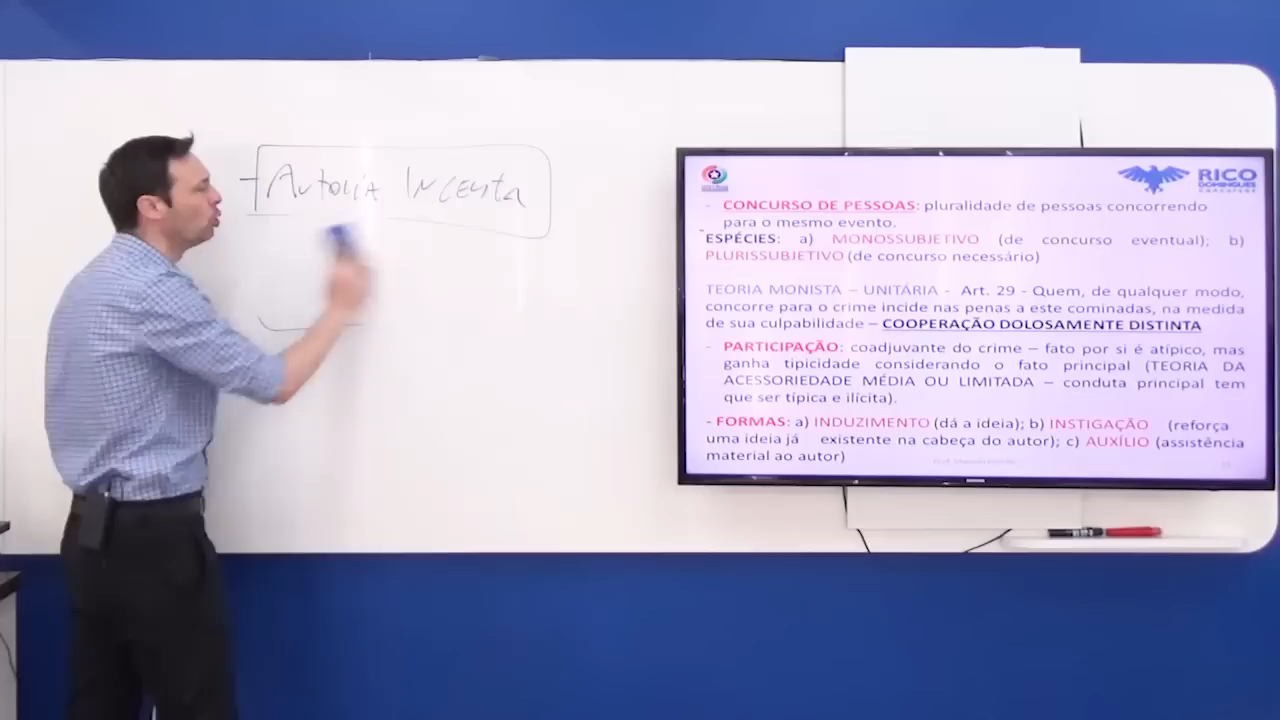 - Autoria Incerta
RICO
DOMINGUES
- CONCURSO DE PESSOAS: pluralidade de pessoas concorrendo
para o mesmo evento.
ESPÉCIES: a) MONOSSUBJETIVO (de concurso eventual); b)
PLURISSUBJETIVO (de concurso necessário)
TEORIA MONISTA – UNITÁRIA - Art. 29 - Quem, de qualquer modo,
concorre para o crime incide nas penas a este cominadas, na medida
de sua culpabilidade – COOPERAÇÃO DOLOSAMENTE DISTINTA
- PARTICIPAÇÃO: coadjuvante do crime – fato por si é atípico, mas
ganha tipicidade considerando o fato principal (TEORIA DA
ACESSORIEDADE MÉDIA OU LIMITADA – conduta principal tem
que ser típica e ilícita).
- FORMAS: a) INDUZIMENTO (dá a ideia); b) INSTIGAÇÃO (reforça
uma ideia já existente na cabeça do autor); c) AUXÍLIO (assistência
material ao autor)